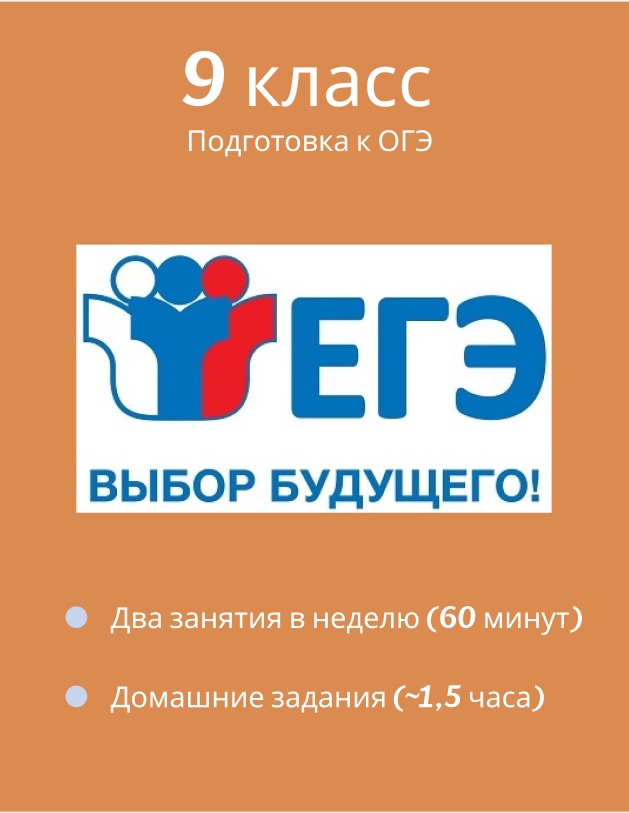 9 класс
Подготовка к ОГЭ
ЕГЭ
ВЫБОР БУДУЩЕГО!
Два занятия в неделю (60 минут)
Домашние задания (~1,5 часа)